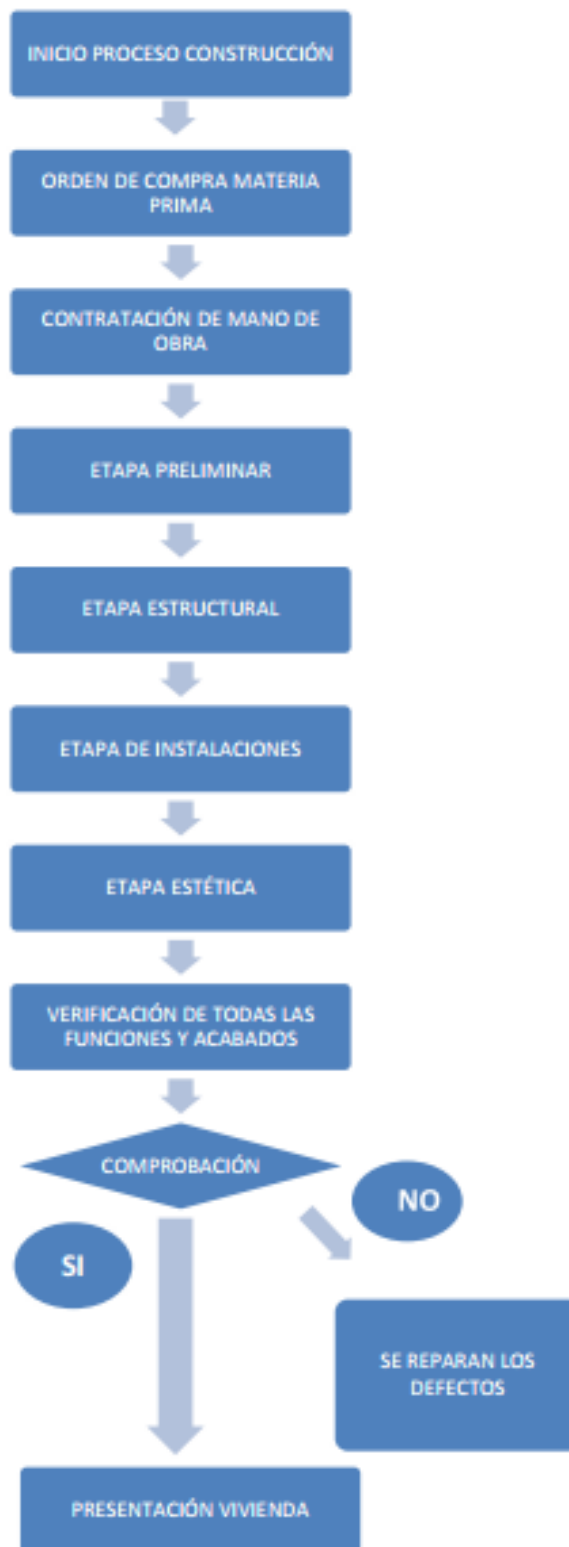 INICIO PROCESO CONSTRUCCIÓN
ORDEN DE COMPRA MATERIA
PRIMA
CONTRATACIÓN DE MANO DE
OBRA
ETAPA PRELIMINAR
ETAPA ESTRUCTURAL
ETAPA DE INSTALACIONES
ETAPA ESTÉTICA
VERIFICACIÓN DE TODAS LAS
FUNCIONES Y ACABADOS
COMPROBACIÓN
NO
SI
SE REPARAN LOS
DEFECTOS
PRESENTACIÓN VIVIENDA